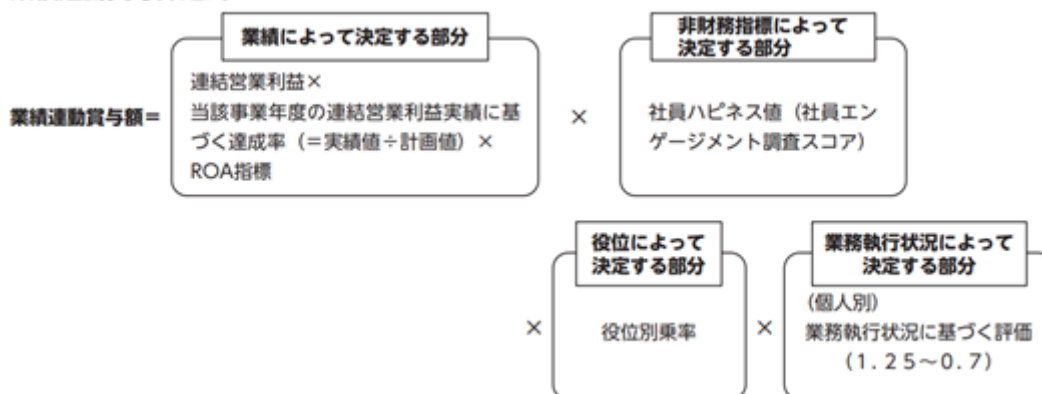 業績によって決定する部分
非財務指標によって
決定する部分
業績連動賞与額＝
連結営業利益×
当該事業年度の連結営業利益実績に基
づく達成率（＝実績値÷計画値）×
ROA指標
×
社員ハピネス値（社員エン
ゲージメント調査スコア）
役位によって
決定する部分
業務執行状況によって
決定する部分
×
役位別乗率
×
（個人別）
業務執行状況に基づく評価
（１．２５～０．７）